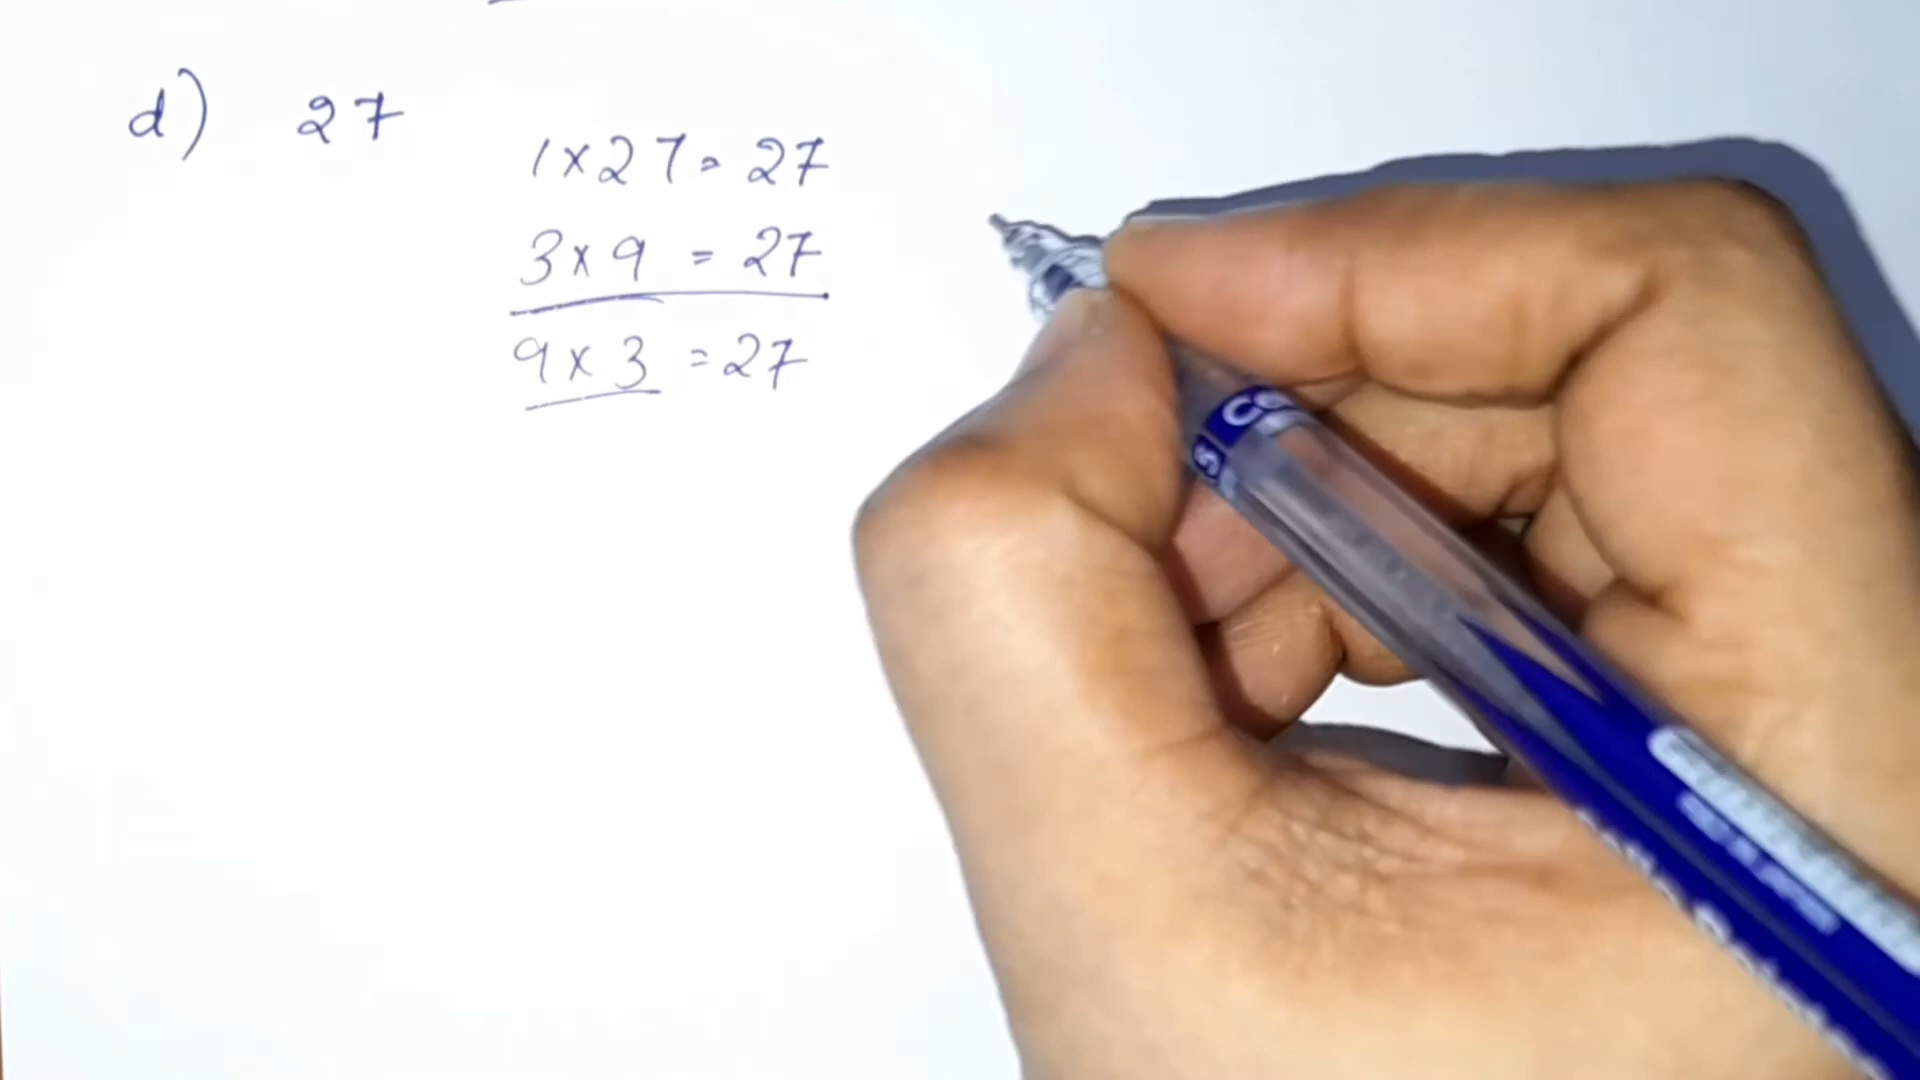 d) 27
1 x 27 = 27
3 x 9 = 27
9 x 3 = 27